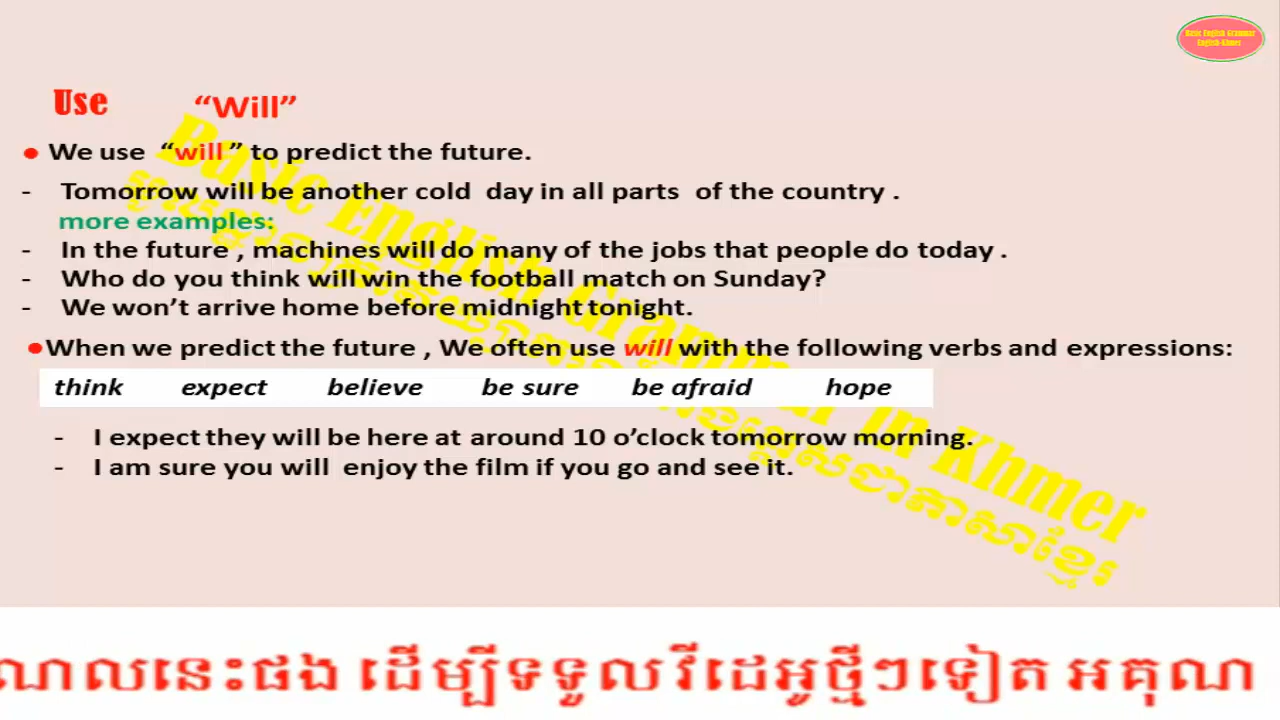 Basic English Grammar
English-Khmer
Use “Will”
We use “will” to predict the future.
- Tomorrow will be another cold day in all parts of the country .
more examples:
- In the future , machines will do many of the jobs that people do today .
- Who do you think will win the football match on Sunday?
- We won’t arrive home before midnight tonight.
When we predict the future , We often use will with the following verbs and expressions:
think expect believe be sure be afraid hope
- I expect they will be here at around 10 o’clock tomorrow morning.
- I am sure you will enjoy the film if you go and see it.
Basic English Grammar in Khmer
ណលនេះផង ដើម្បីទទួលវីដេអូថ្មីៗទៀត អគុណ